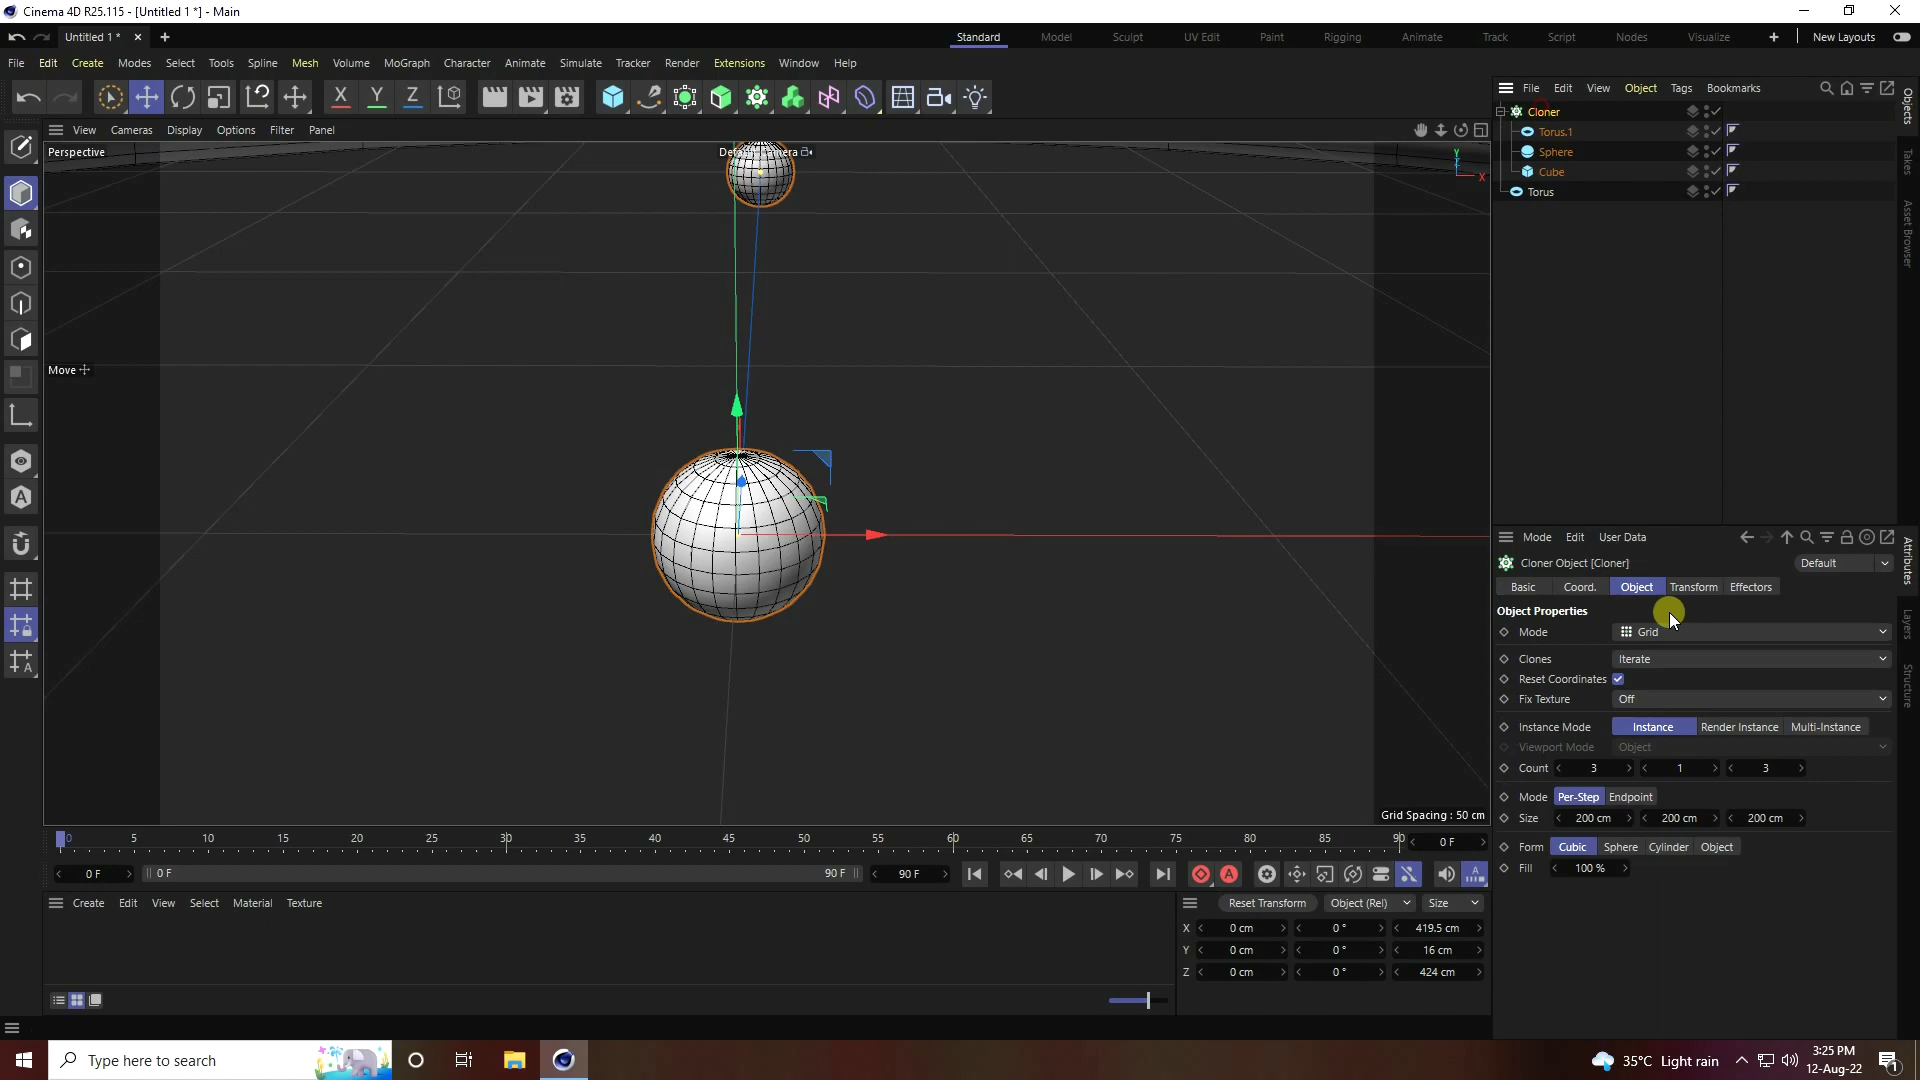 Cinema 4D R25.115 - [Untitled 1 *] - Main
Untitled 1 *
Standard Model Sculpt UV Edit Paint Rigging Animate Track Script Nodes Visualize New Layouts
File Edit Create Modes Select Tools Spline Mesh Volume MoGraph Character Animate Simulate Tracker Render Extensions Window Help
File Edit View Object Tags Bookmarks
Cloner
Torus.1
Sphere
Cube
Torus
Objects
Takes
Asset Browser
View Cameras Display Options Filter Panel
Perspective
Y
X
Move
Grid Spacing : 50 cm
Mode Edit User Data
Cloner Object [Cloner]
Default
Basic Coord. Object Transform Effectors
Object Properties
Mode Grid
Clones Iterate
Reset Coordinates
Fix Texture Off
Instance Mode Instance Render Instance Multi-Instance
Viewport Mode Object
Count 3 1 3
Mode Per-Step Endpoint
Size 200 cm 200 cm 200 cm
Form Cubic Sphere Cylinder Object
Fill 100 %
Attributes
Layers
Structure
0 5 10 15 20 25 30 35 40 45 50 55 60 65 70 75 80 85 90 0 F
0 F 0 F 90 F 90 F
Create Edit View Select Material Texture
Reset Transform Object (Rel) Size
X 0 cm 0 ° 419.5 cm
Y 0 cm 0 ° 16 cm
Z 0 cm 0 ° 424 cm
Type here to search
35°C Light rain
3:25 PM
12-Aug-22
1